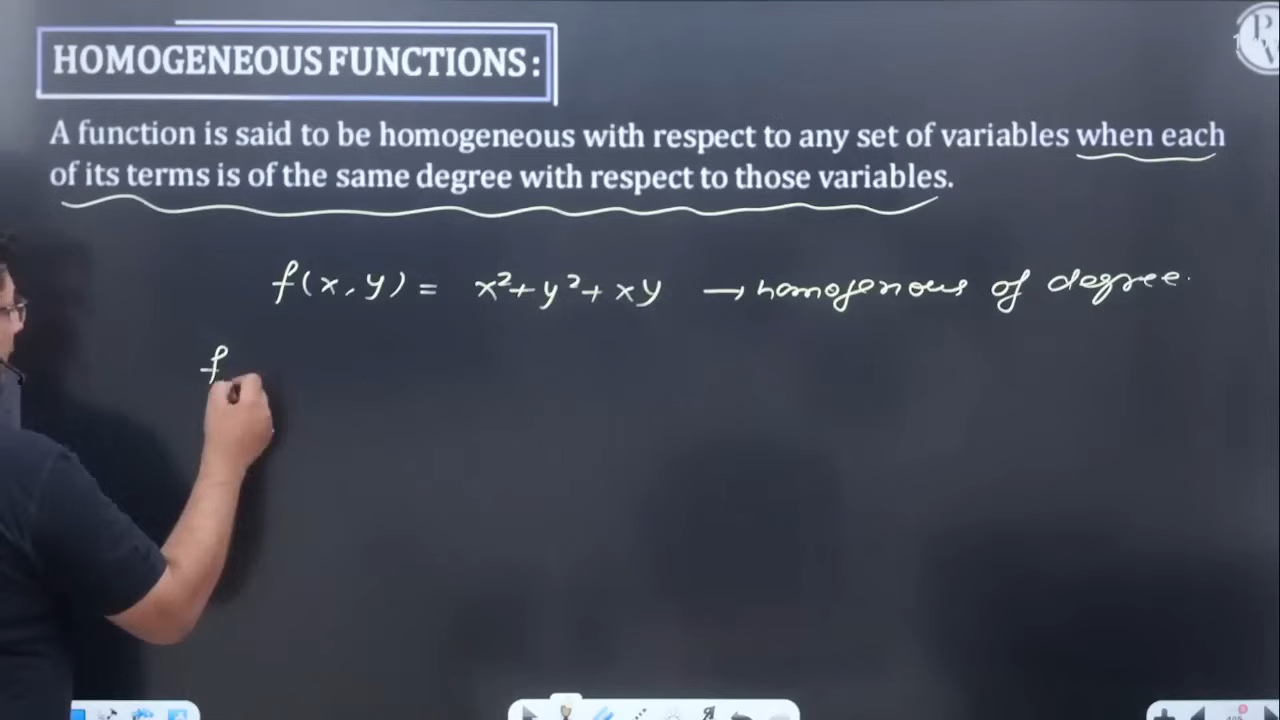 HOMOGENEOUS FUNCTIONS :
A function is said to be homogeneous with respect to any set of variables when each
of its terms is of the same degree with respect to those variables.
f(x, y) = x²+y²+xy → homogenous of degree.
f